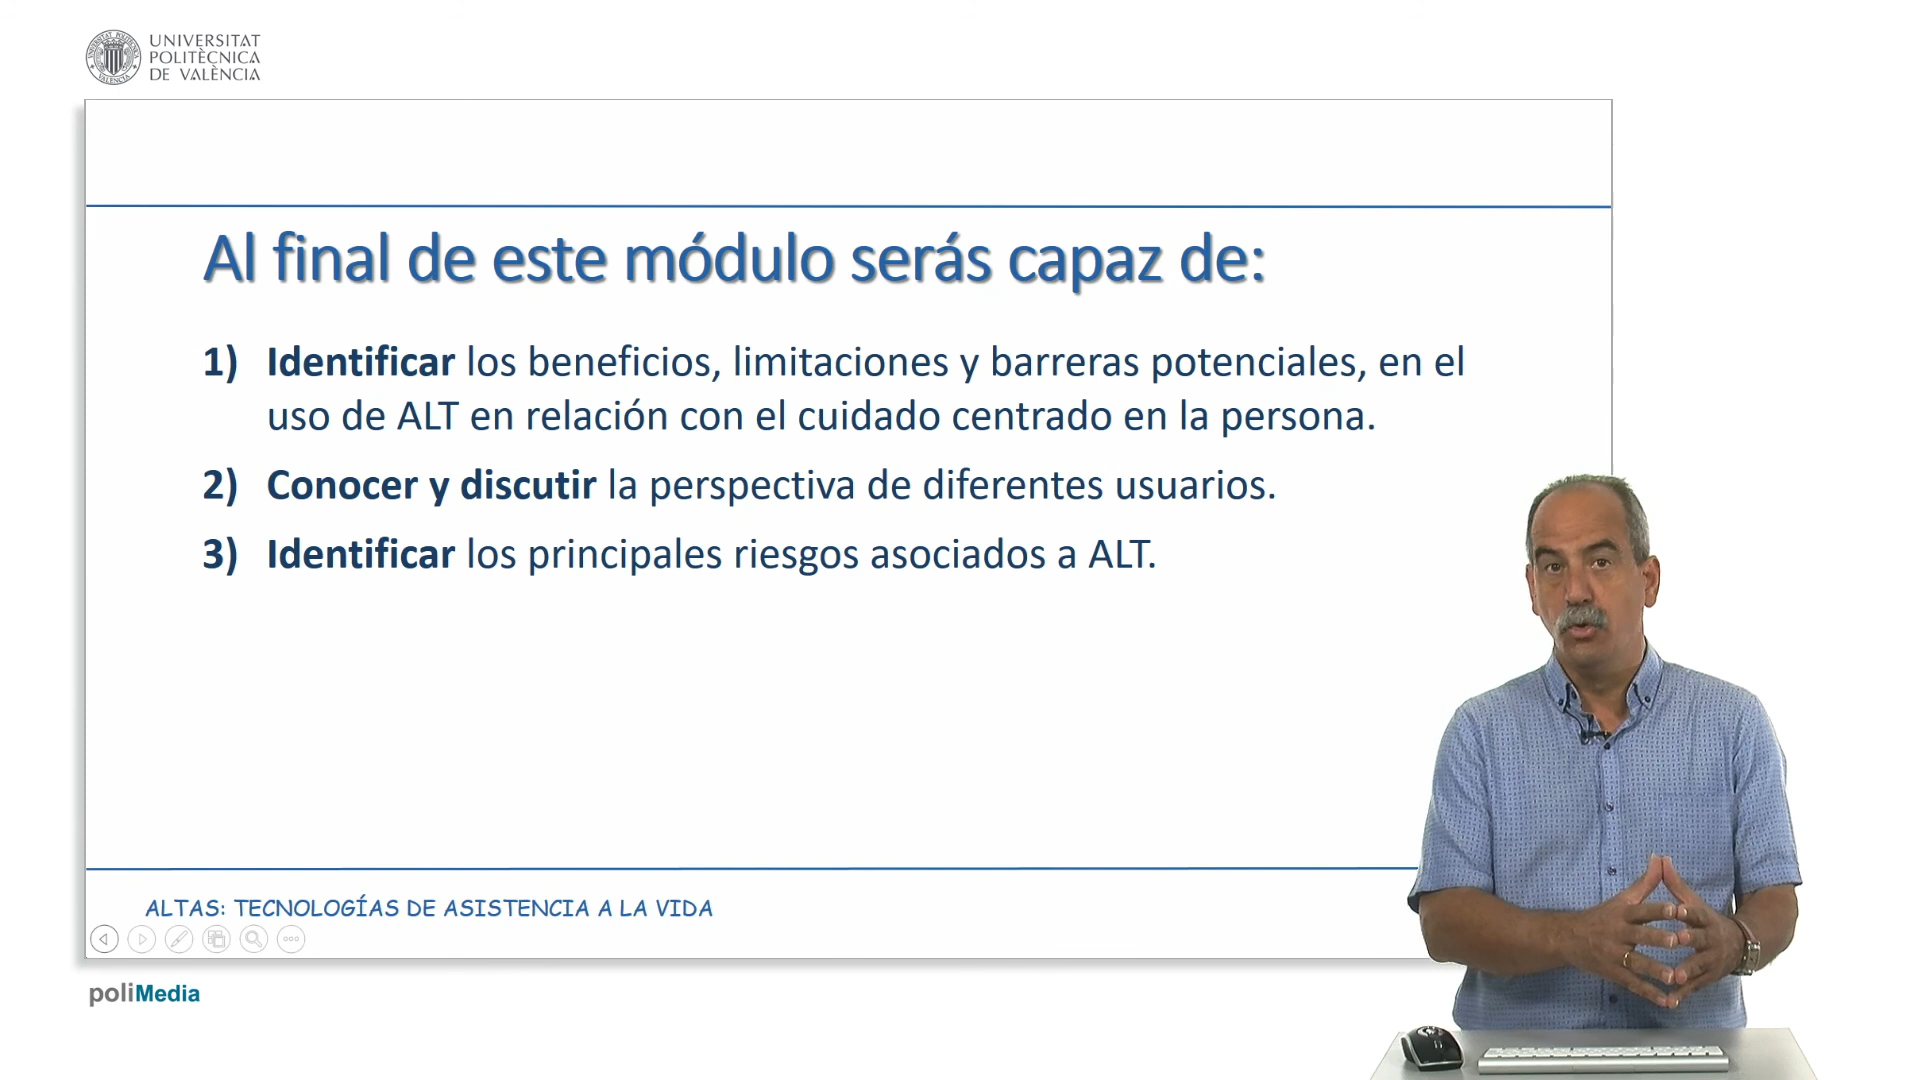 UNIVERSITAT
POLITÈCNICA
DE VALÈNCIA
Al final de este módulo serás capaz de:
1) Identificar los beneficios, limitaciones y barreras potenciales, en el
uso de ALT en relación con el cuidado centrado en la persona.
2) Conocer y discutir la perspectiva de diferentes usuarios.
3) Identificar los principales riesgos asociados a ALT.
ALTAS: TECNOLOGÍAS DE ASISTENCIA A LA VIDA
poliMedia